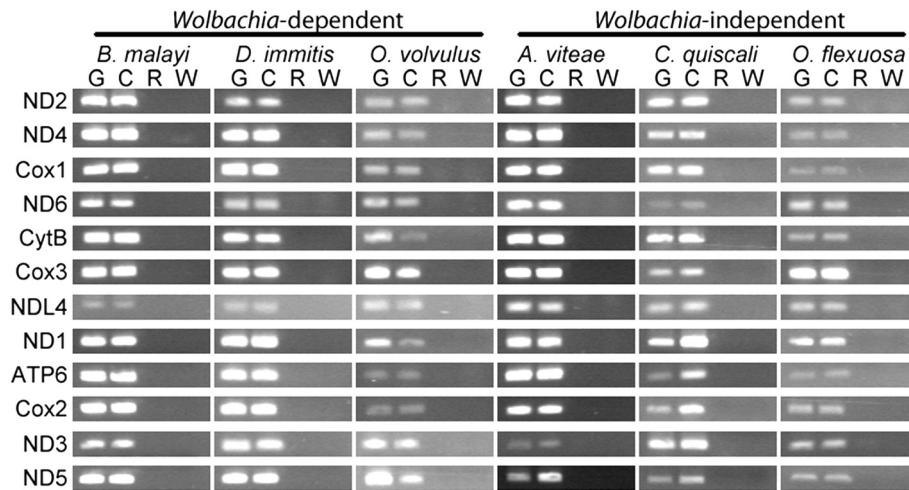 Wolbachia-dependent Wolbachia-independent
B. malayi D. immitis O. volvulus A. viteae C. quiscali O. flexuosa
G C R W G C R W G C R W G C R W G C R W G C R W
ND2
ND4
Cox1
ND6
CytB
Cox3
NDL4
ND1
ATP6
Cox2
ND3
ND5